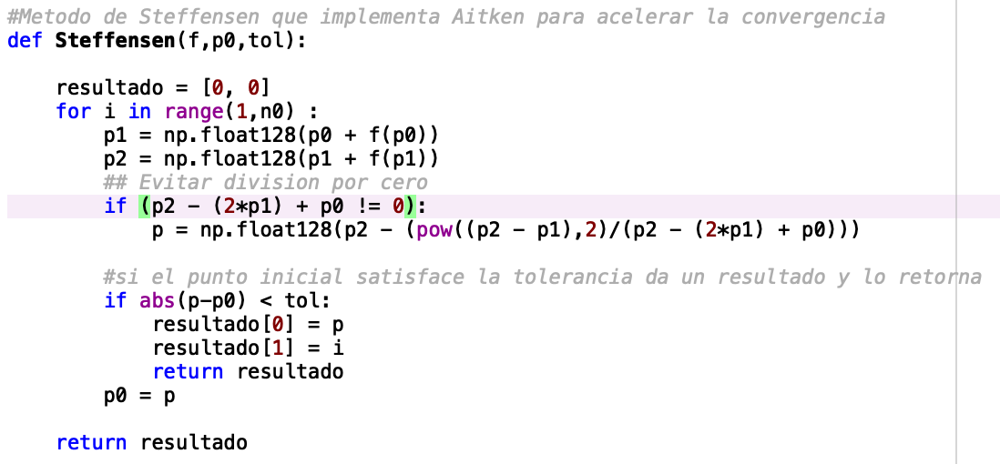 #Metodo de Steffensen que implementa Aitken para acelerar la convergencia
def Steffensen(f,p0,tol):
    resultado = [0, 0]
    for i in range(1,n0) :
        p1 = np.float128(p0 + f(p0))
        p2 = np.float128(p1 + f(p1))
        ## Evitar division por cero
        if (p2 - (2*p1) + p0 != 0):
            p = np.float128(p2 - (pow((p2 - p1),2)/(p2 - (2*p1) + p0)))
        #si el punto inicial satisface la tolerancia da un resultado y lo retorna
        if abs(p-p0) < tol:
            resultado[0] = p
            resultado[1] = i
            return resultado
        p0 = p
    return resultado